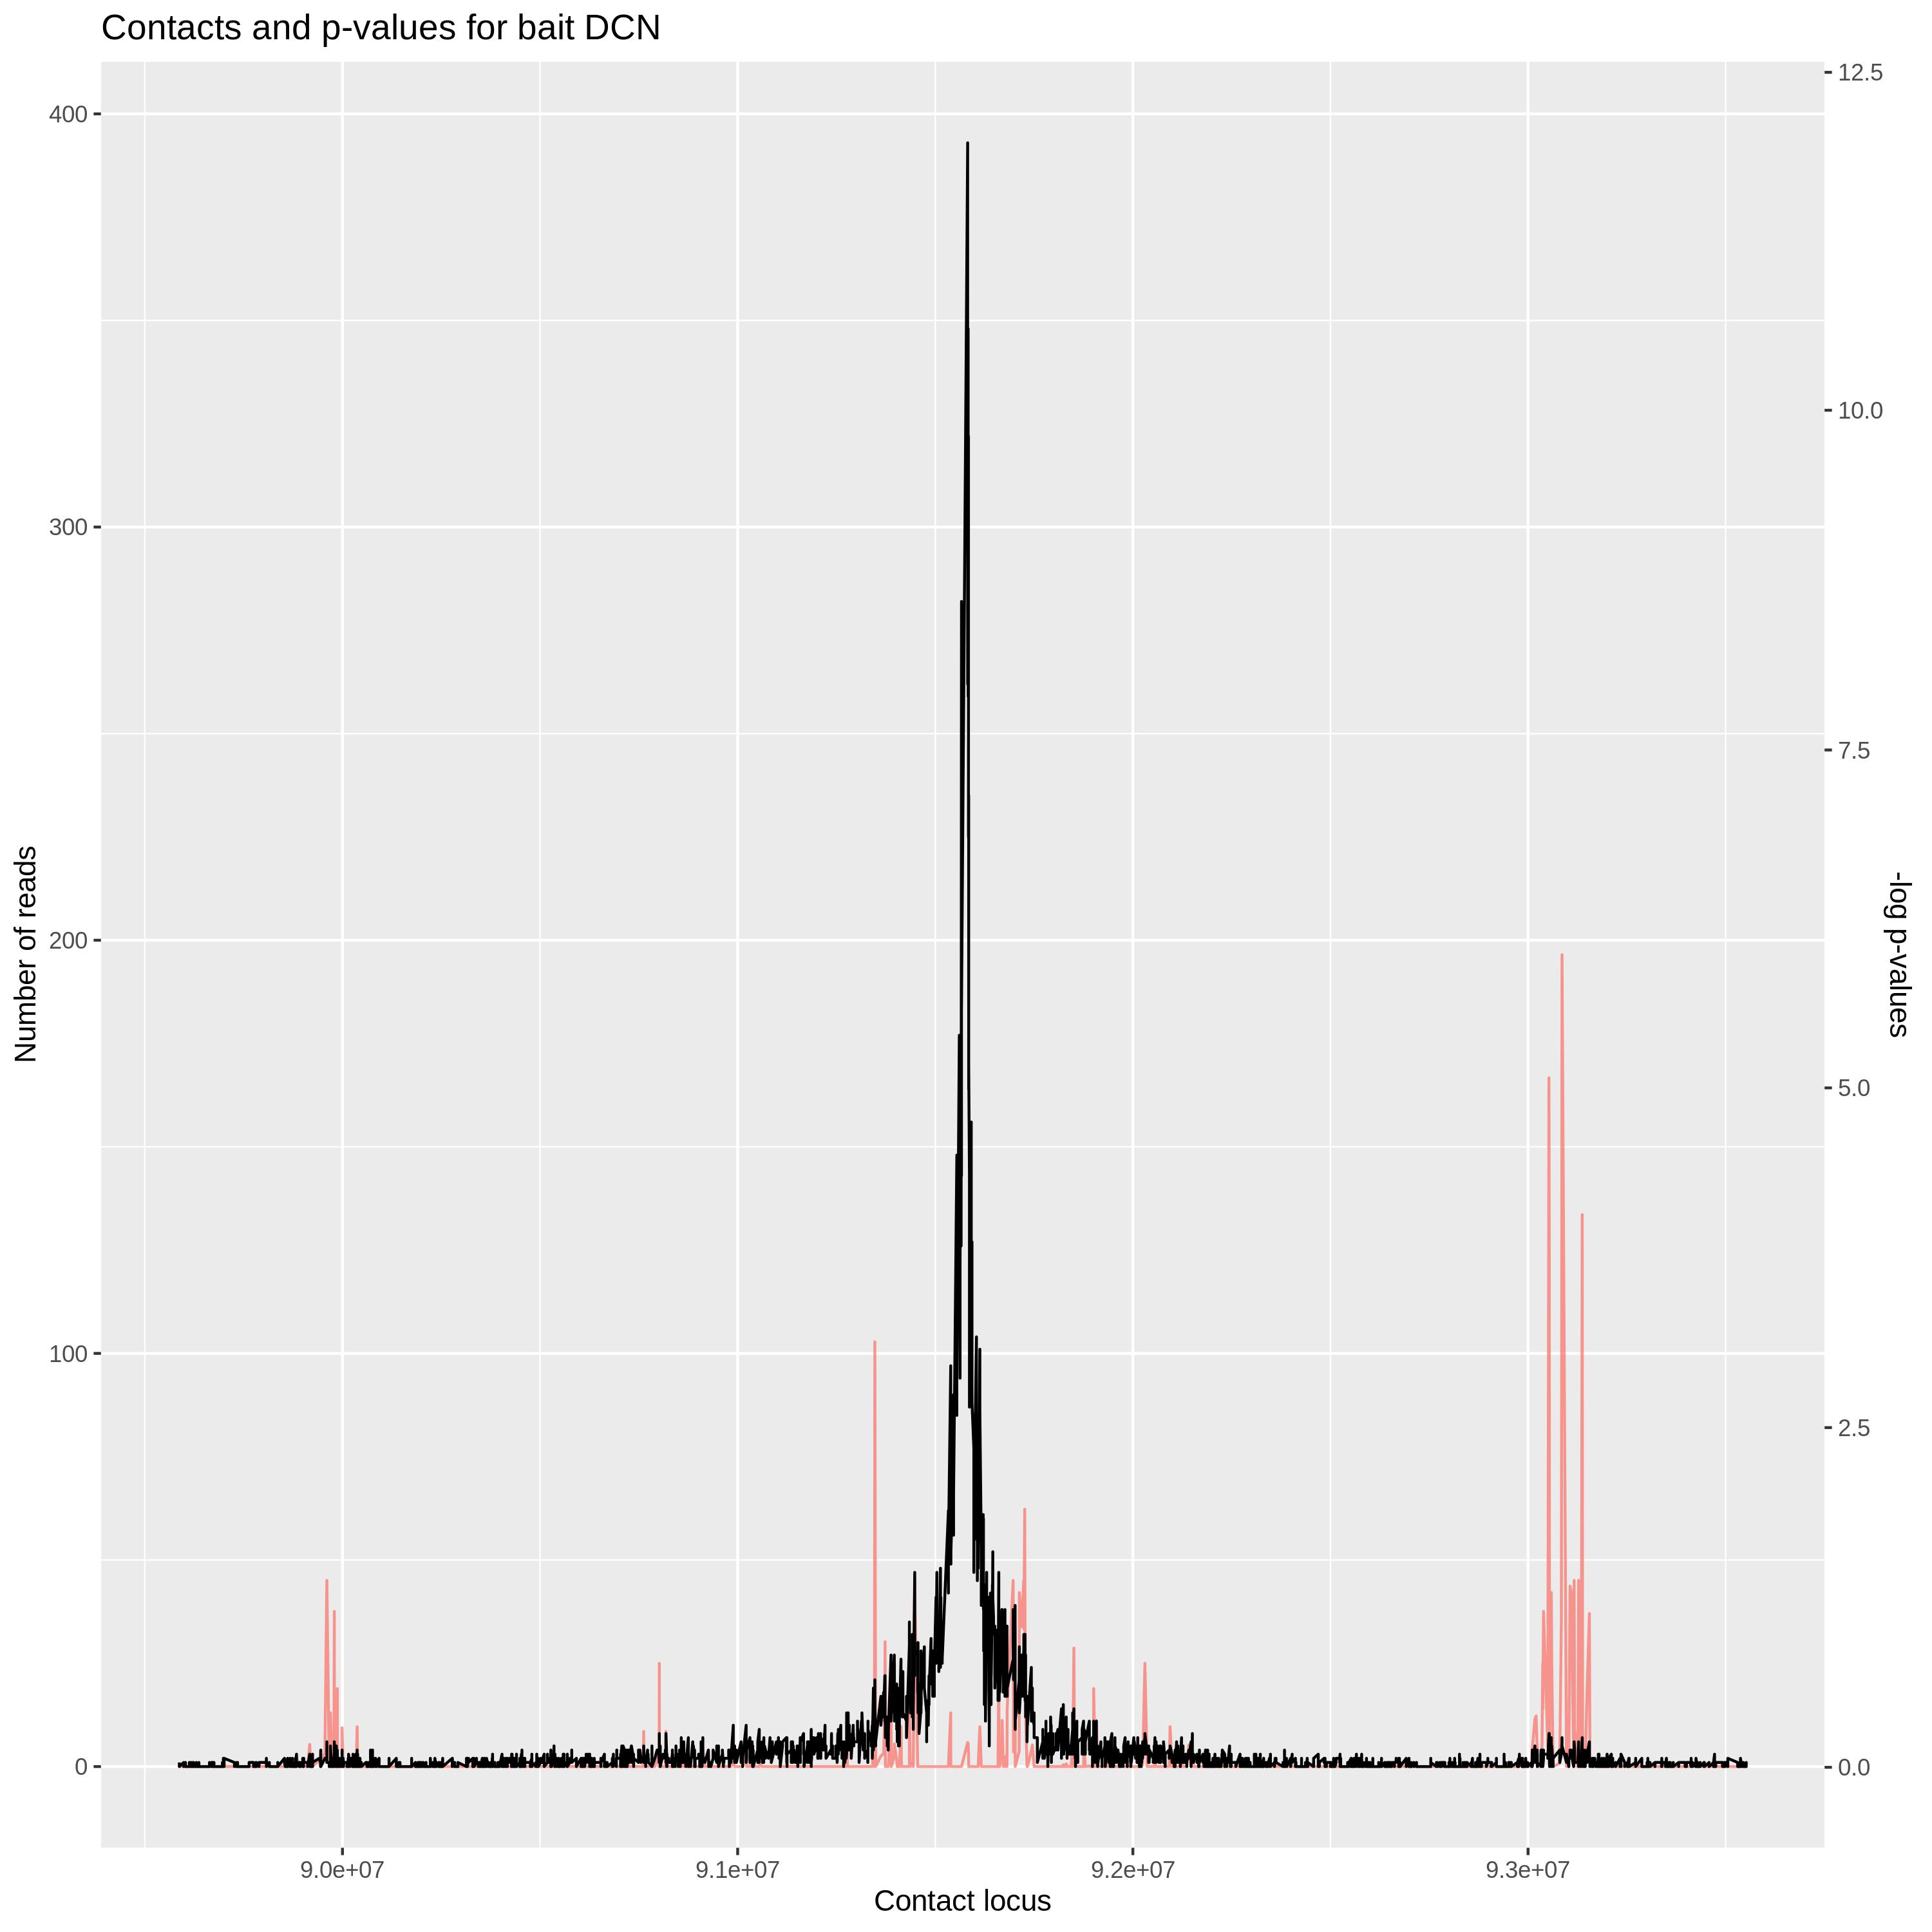 Contacts and p-values for bait DCN
400
300
200
100
0
Number of reads
12.5
10.0
7.5
5.0
2.5
0.0
-log p-values
9.0e+07
9.1e+07
9.2e+07
9.3e+07
Contact locus